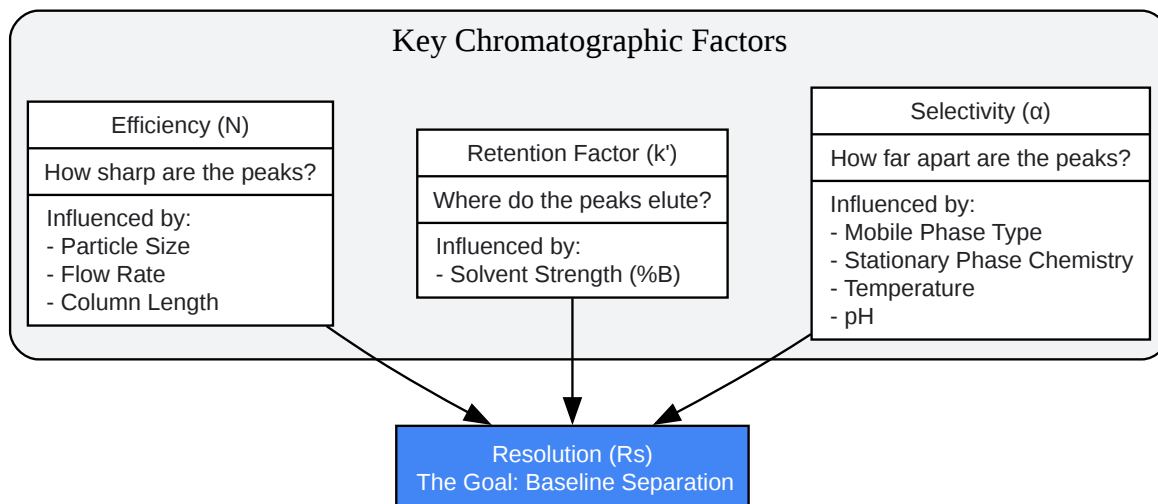 Key Chromatographic Factors
Efficiency (N)
How sharp are the peaks?
Influenced by:
- Particle Size
- Flow Rate
- Column Length
Retention Factor (k')
Where do the peaks elute?
Influenced by:
- Solvent Strength (%B)
Selectivity (α)
How far apart are the peaks?
Influenced by:
- Mobile Phase Type
- Stationary Phase Chemistry
- Temperature
- pH
Resolution (Rs)
The Goal: Baseline Separation